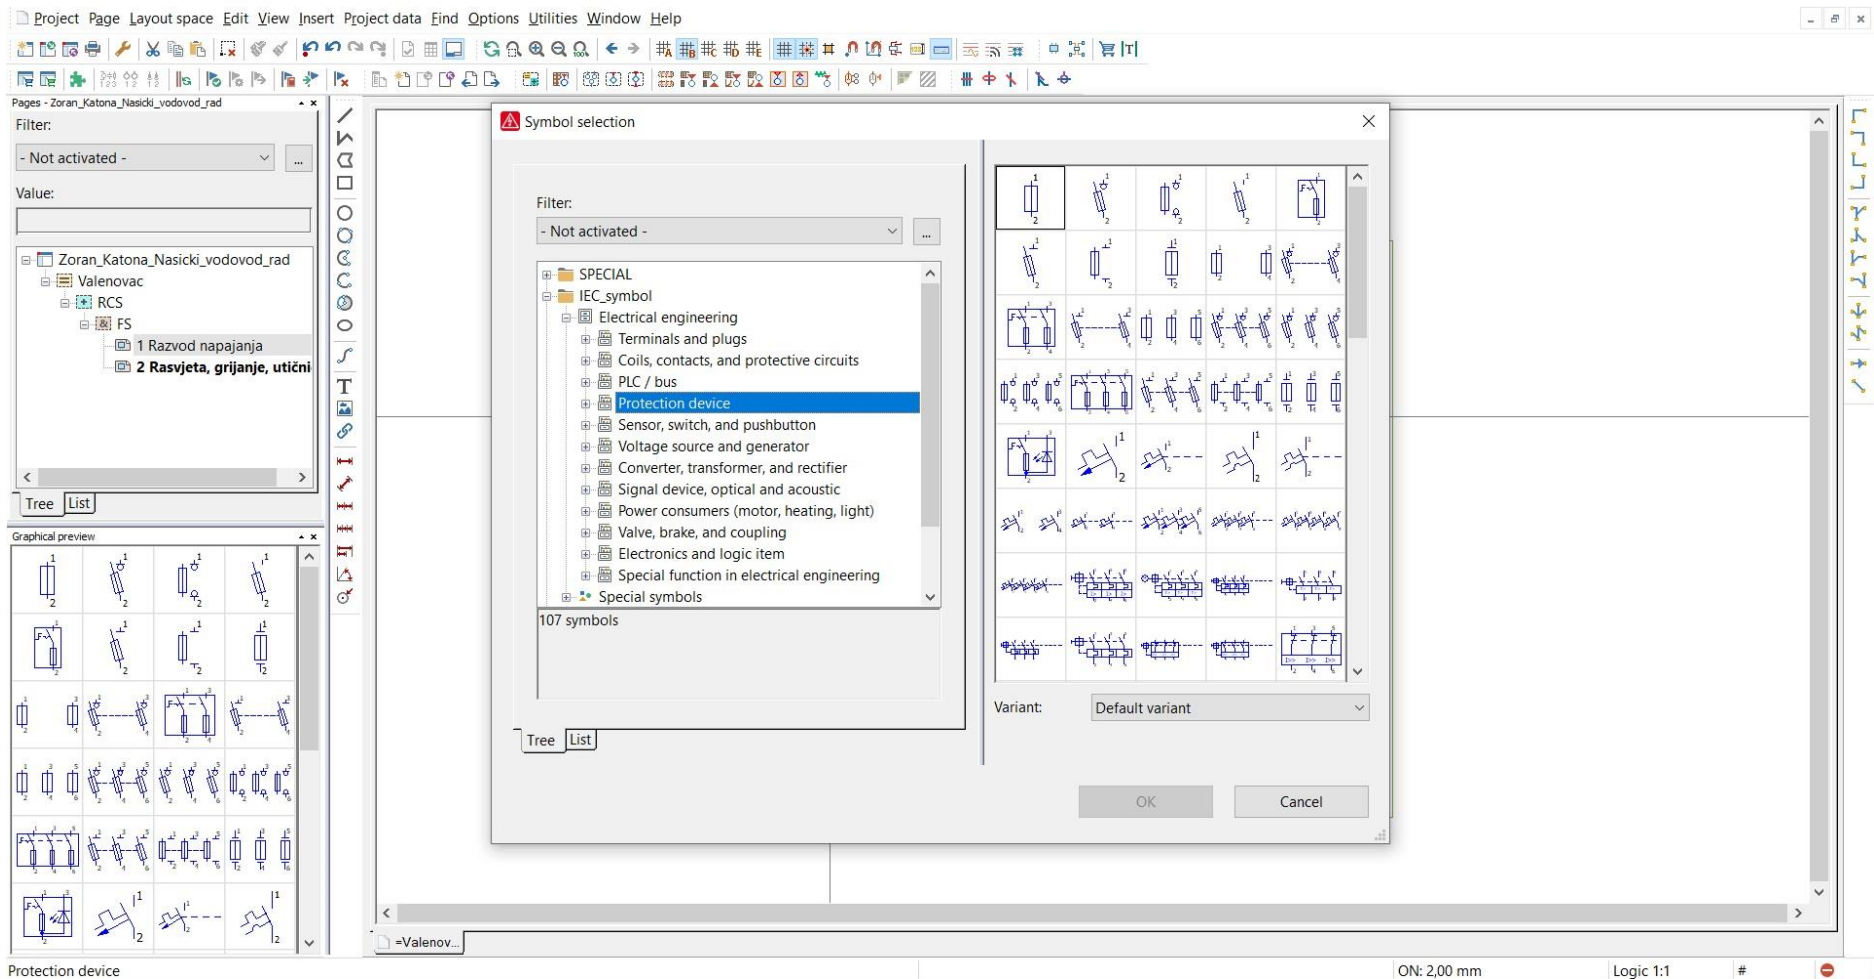 Project Page Layout space Edit View Insert Project data Find Options Utilities Window Help
Pages - Zoran_Katona_Nasicki_vodovod_rad
Filter:
- Not activated -
...
Value:
Zoran_Katona_Nasicki_vodovod_rad
Valenovac
RCS
FS
1 Razvod napajanja
2 Rasvjeta, grijanje, utični
Tree List
Graphical preview
Symbol selection
Filter:
- Not activated -
...
SPECIAL
IEC_symbol
Electrical engineering
Terminals and plugs
Coils, contacts, and protective circuits
PLC / bus
Protection device
Sensor, switch, and pushbutton
Voltage source and generator
Converter, transformer, and rectifier
Signal device, optical and acoustic
Power consumers (motor, heating, light)
Valve, brake, and coupling
Electronics and logic item
Special function in electrical engineering
Special symbols
107 symbols
Tree List
Variant: Default variant
OK Cancel
=Valenov...
Protection device ON: 2,00 mm Logic 1:1 #